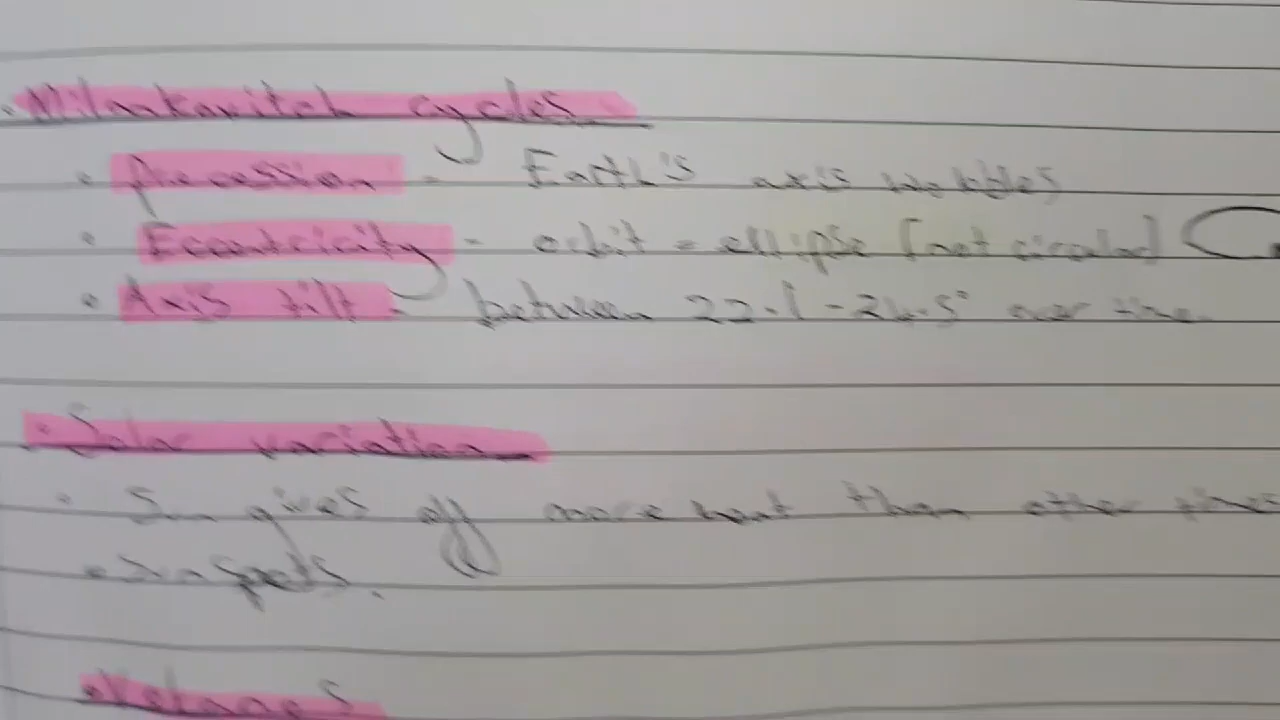 • Milankovitch cycles
• Precession - Earth's axis wobbles
• Eccentricity - orbit = ellipse [not circular]
• Axis tilt - between 22.1 - 24.5° over time.
• Solar variation
• Sun gives off more heat than other times
• Sunspots.